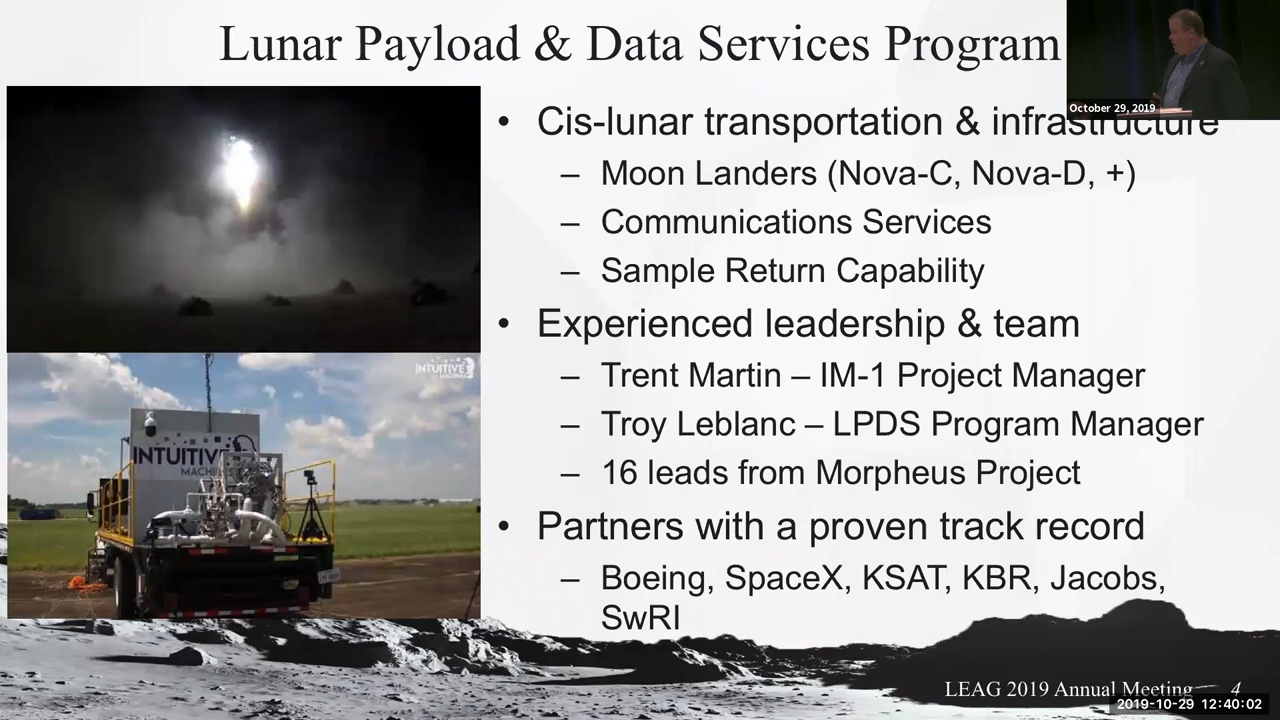 Lunar Payload & Data Services Program
October 29, 2019
• Cis-lunar transportation & infrastructure
– Moon Landers (Nova-C, Nova-D, +)
– Communications Services
– Sample Return Capability
• Experienced leadership & team
– Trent Martin – IM-1 Project Manager
– Troy Leblanc – LPDS Program Manager
– 16 leads from Morpheus Project
• Partners with a proven track record
– Boeing, SpaceX, KSAT, KBR, Jacobs,
SwRI
INTUITIVE
MACHINES
INTUITIVE
LEAG 2019 Annual Meeting 4
2019-10-29 12:40:02